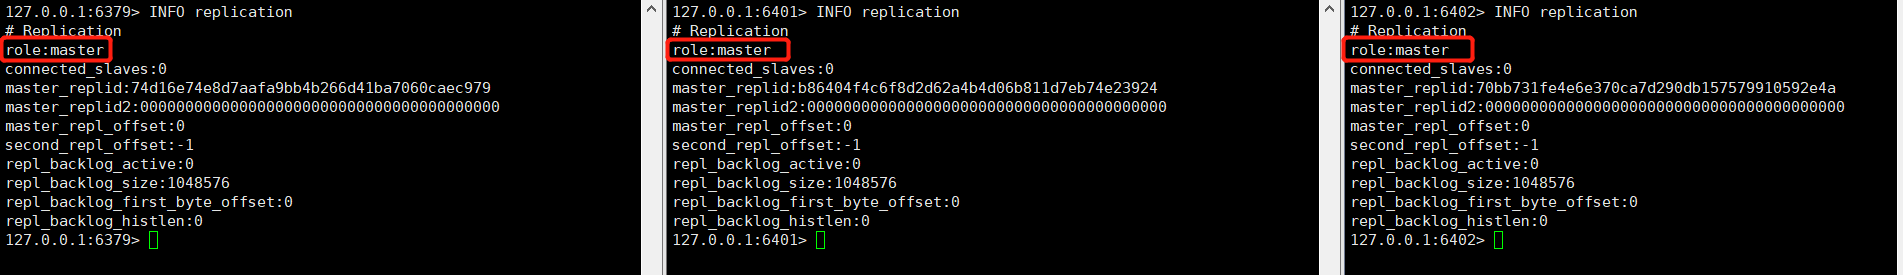 127.0.0.1:6379> INFO replication
# Replication
role:master
connected_slaves:0
master_replid:74d16e74e8d7aafa9bb4b266d41ba7060caec979
master_replid2:0000000000000000000000000000000000000000
master_repl_offset:0
second_repl_offset:-1
repl_backlog_active:0
repl_backlog_size:1048576
repl_backlog_first_byte_offset:0
repl_backlog_histlen:0
127.0.0.1:6379>
127.0.0.1:6401> INFO replication
# Replication
role:master
connected_slaves:0
master_replid:b86404f4c6f8d2d62a4b4d06b811d7eb74e23924
master_replid2:0000000000000000000000000000000000000000
master_repl_offset:0
second_repl_offset:-1
repl_backlog_active:0
repl_backlog_size:1048576
repl_backlog_first_byte_offset:0
repl_backlog_histlen:0
127.0.0.1:6401>
127.0.0.1:6402> INFO replication
# Replication
role:master
connected_slaves:0
master_replid:70bb731fe4e6e370ca7d290db157579910592e4a
master_replid2:0000000000000000000000000000000000000000
master_repl_offset:0
second_repl_offset:-1
repl_backlog_active:0
repl_backlog_size:1048576
repl_backlog_first_byte_offset:0
repl_backlog_histlen:0
127.0.0.1:6402>